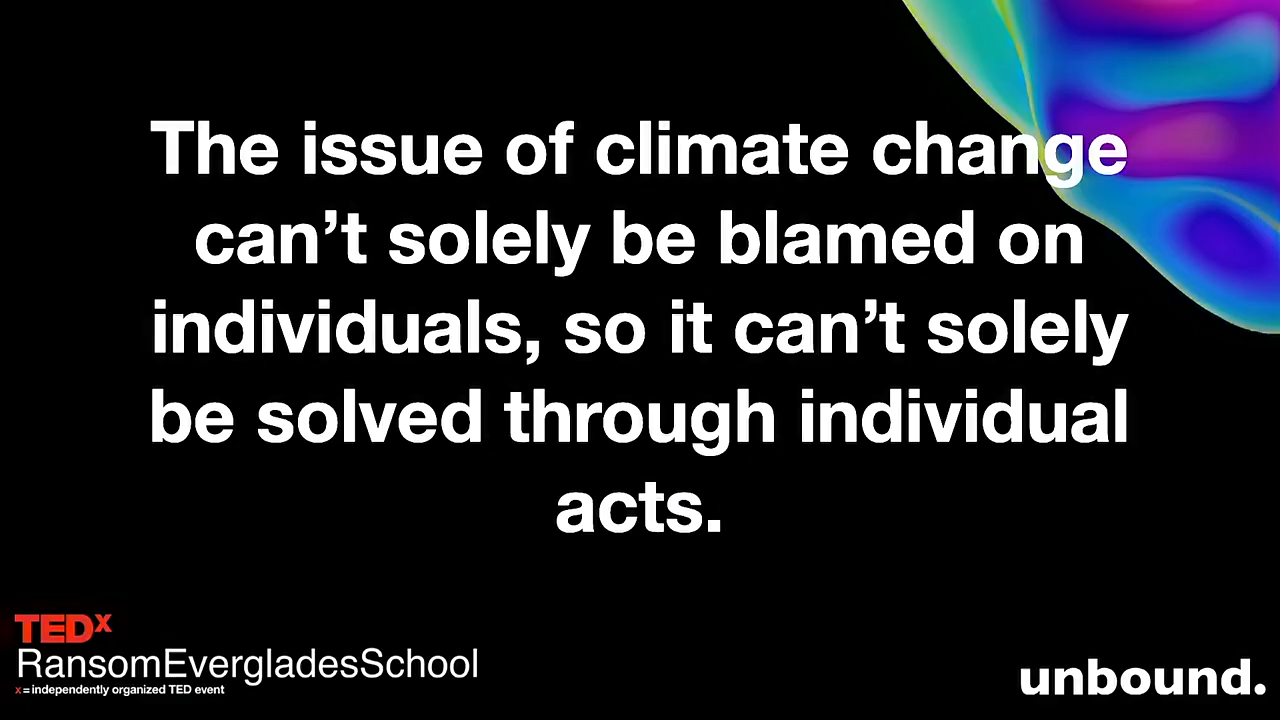 The issue of climate change
can’t solely be blamed on
individuals, so it can’t solely
be solved through individual
acts.
TEDx
RansomEvergladesSchool
x = independently organized TED event
unbound.